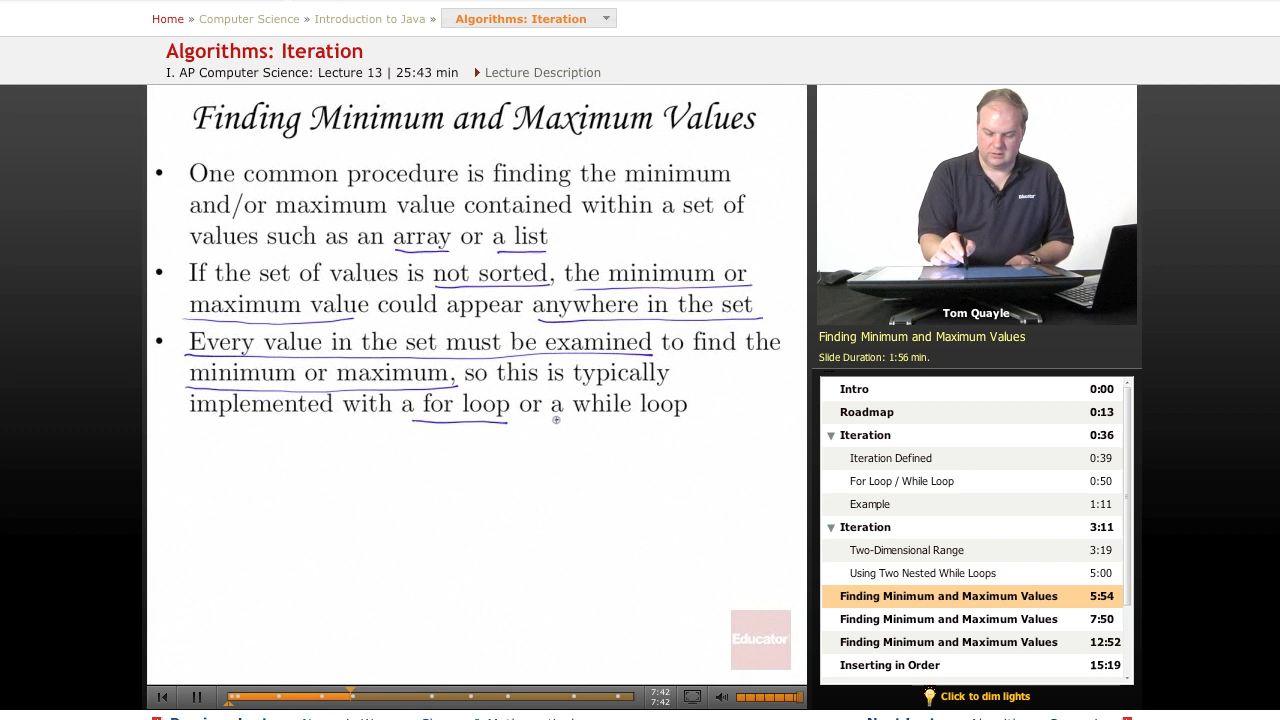 Home » Computer Science » Introduction to Java » Algorithms: Iteration
Algorithms: Iteration
I. AP Computer Science: Lecture 13 | 25:43 min Lecture Description
Finding Minimum and Maximum Values
• One common procedure is finding the minimum
and/or maximum value contained within a set of
values such as an array or a list
• If the set of values is not sorted, the minimum or
maximum value could appear anywhere in the set
• Every value in the set must be examined to find the
minimum or maximum, so this is typically
implemented with a for loop or a while loop
Educator
Educator
Tom Quayle
Finding Minimum and Maximum Values
Slide Duration: 1:56 min.
Intro 0:00
Roadmap 0:13
Iteration 0:36
Iteration Defined 0:39
For Loop / While Loop 0:50
Example 1:11
Iteration 3:11
Two-Dimensional Range 3:19
Using Two Nested While Loops 5:00
Finding Minimum and Maximum Values 5:54
Finding Minimum and Maximum Values 7:50
Finding Minimum and Maximum Values 12:52
Inserting in Order 15:19
7:42
7:42
Click to dim lights